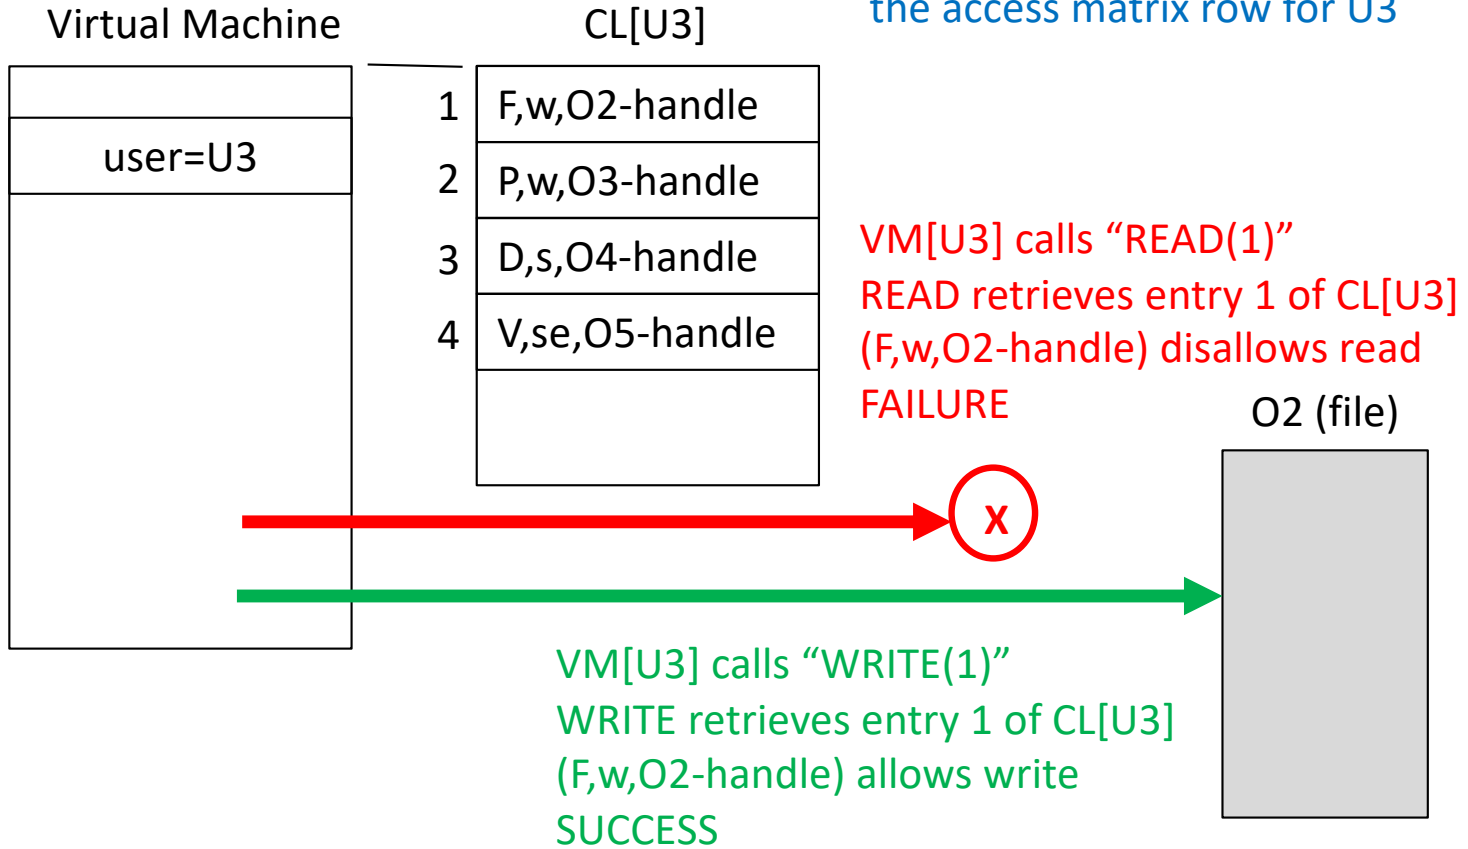 the access matrix row for U3
Virtual Machine
CL[U3]
user=U3
1 F,w,O2-handle
2 P,w,O3-handle
3 D,s,O4-handle
4 V,se,O5-handle
VM[U3] calls “READ(1)”
READ retrieves entry 1 of CL[U3]
(F,w,O2-handle) disallows read
FAILURE
O2 (file)
X
VM[U3] calls “WRITE(1)”
WRITE retrieves entry 1 of CL[U3]
(F,w,O2-handle) allows write
SUCCESS